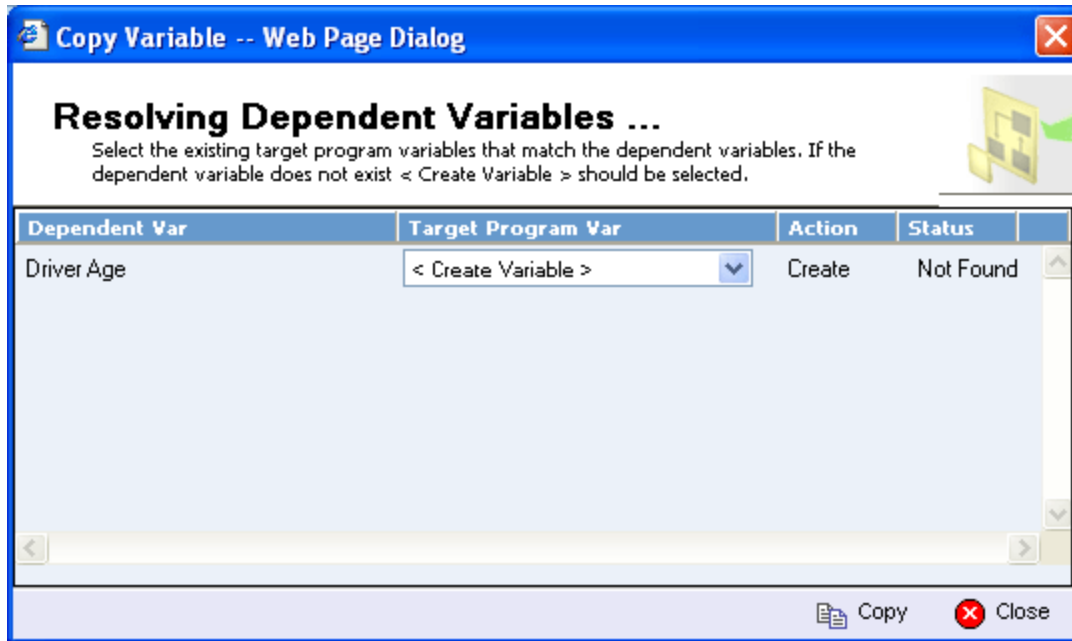 Copy Variable -- Web Page Dialog
Resolving Dependent Variables ...
Select the existing target program variables that match the dependent variables. If the
dependent variable does not exist < Create Variable > should be selected.
Dependent Var Target Program Var Action Status
Driver Age < Create Variable > Create Not Found
Copy Close